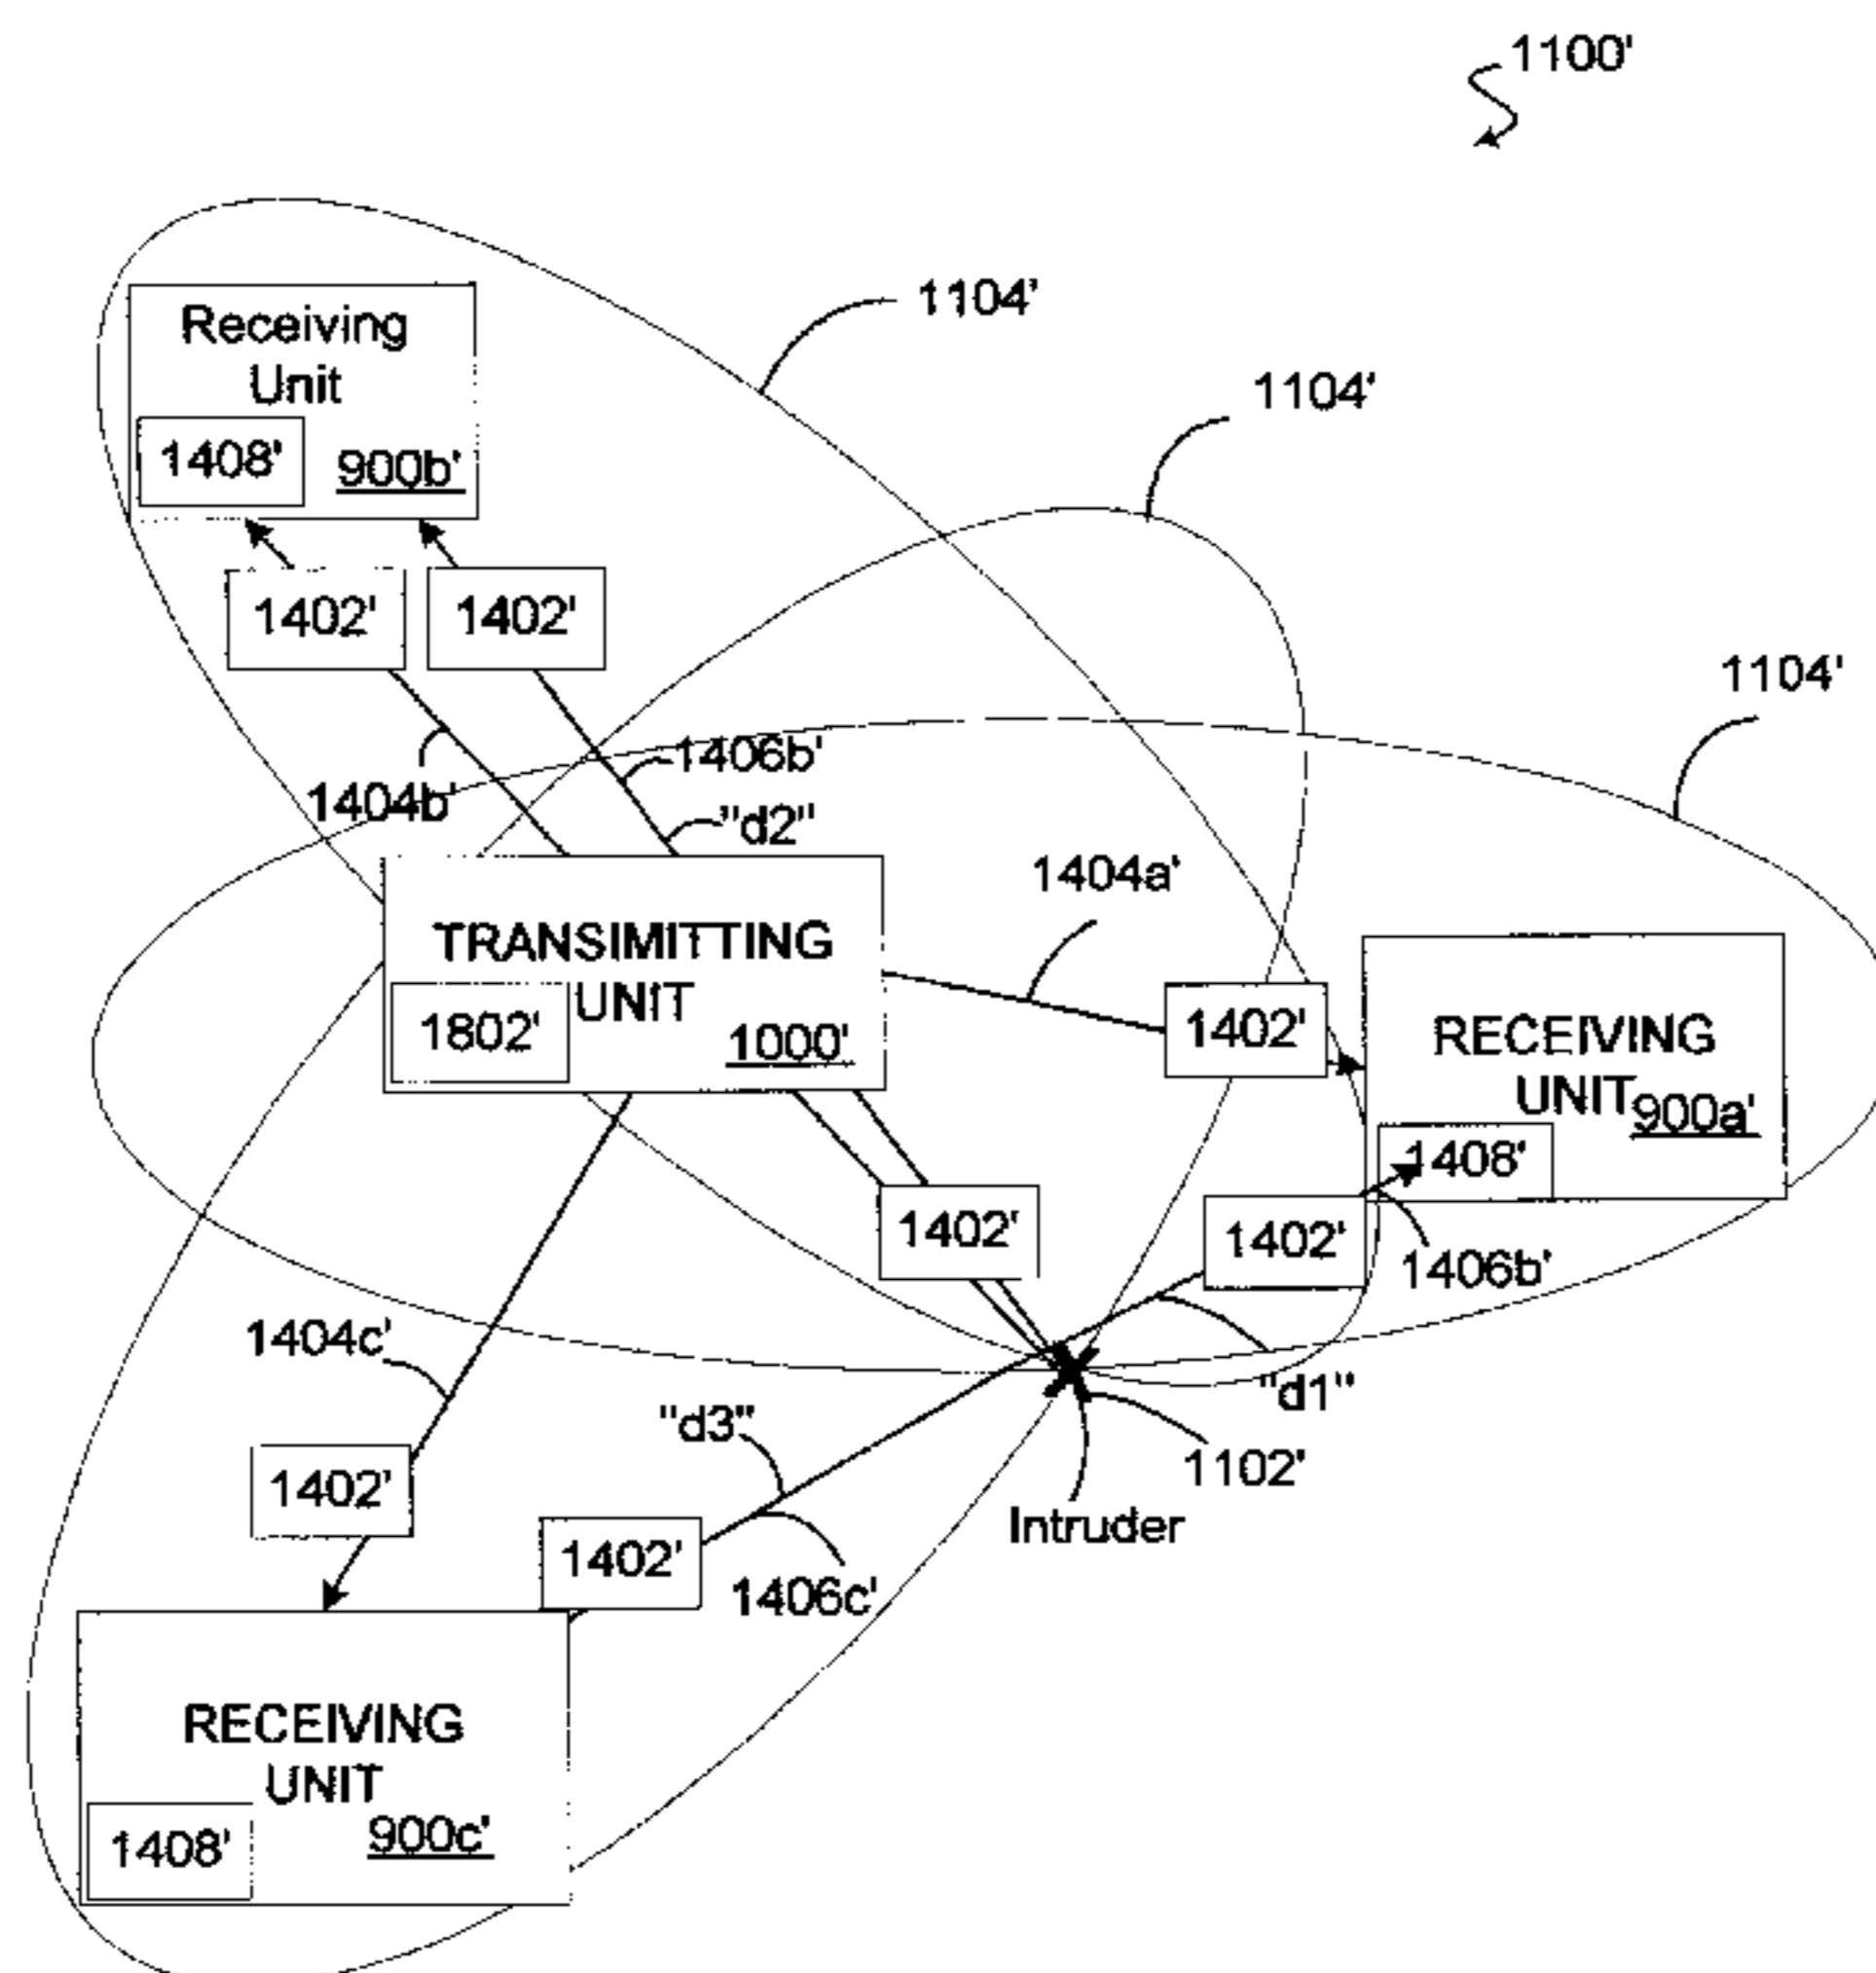 1100'
1104'
Receiving
Unit
1408'
900b'
1104'
1402'
1402'
1104'
1406b'
1404b'
"d2"
1404a'
TRANSIMITTING
UNIT
1802'
1000'
1402'
RECEIVING
UNIT
900a'
1408'
1402'
1402'
1406b'
1404c'
"d1"
"d3"
1102'
Intruder
1402'
1402'
1406c'
RECEIVING
UNIT
900c'
1408'